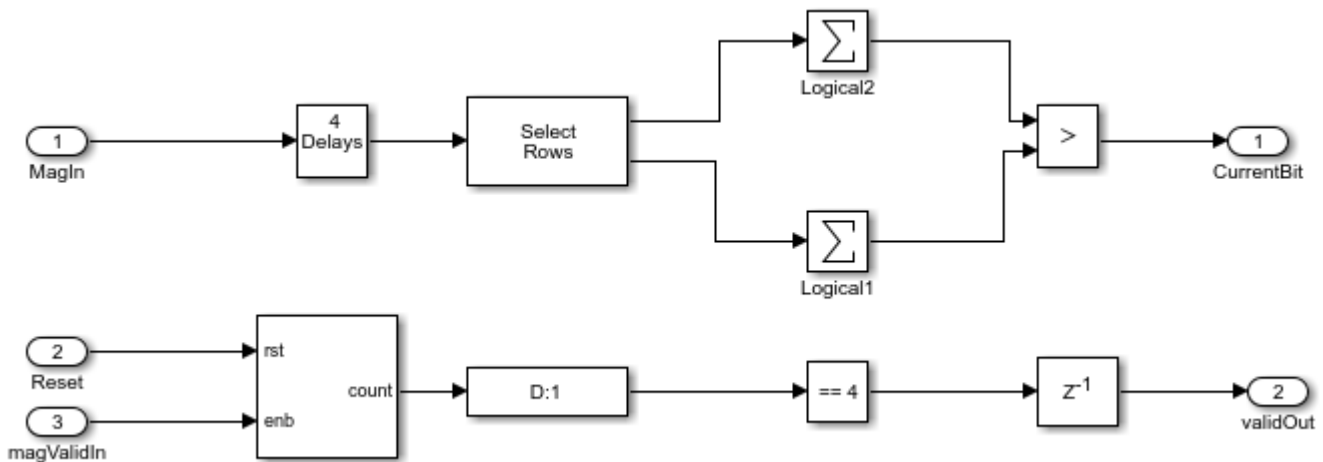 Σ
Logical2
1
MagIn
4
Delays
Select
Rows
>
1
CurrentBit
Σ
Logical1
2
Reset
3
magValidIn
rst
enb
count
D:1
== 4
Z-1
2
validOut